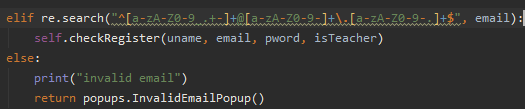 elif re.search("^[a-zA-Z0-9_.+-]+@[a-zA-Z0-9-]+\.[a-zA-Z0-9-.]+$", email):
self.checkRegister(uname, email, pword, isTeacher)
else:
print("invalid email")
return popups.InvalidEmailPopup()